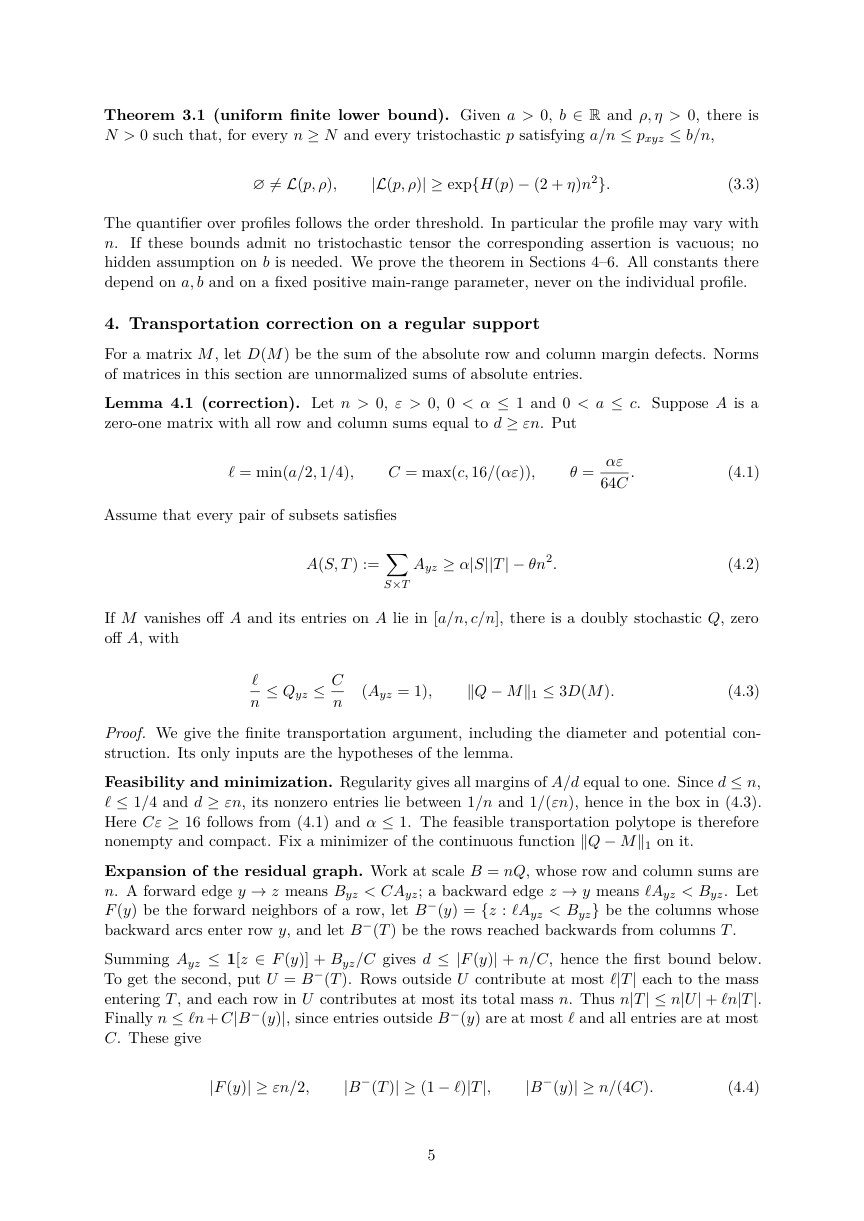 Theorem 3.1 (uniform finite lower bound). Given a > 0, b ∈ ℝ and ρ, η > 0, there is
N > 0 such that, for every n ≥ N and every tristochastic p satisfying a/n ≤ p_{xyz} ≤ b/n,
∅ ≠ ℒ(p, ρ), |ℒ(p, ρ)| ≥ exp{H(p) − (2 + η)n²}. (3.3)
The quantifier over profiles follows the order threshold. In particular the profile may vary with
n. If these bounds admit no tristochastic tensor the corresponding assertion is vacuous; no
hidden assumption on b is needed. We prove the theorem in Sections 4–6. All constants there
depend on a, b and on a fixed positive main-range parameter, never on the individual profile.
4. Transportation correction on a regular support
For a matrix M, let D(M) be the sum of the absolute row and column margin defects. Norms
of matrices in this section are unnormalized sums of absolute entries.
Lemma 4.1 (correction). Let n > 0, ε > 0, 0 < α ≤ 1 and 0 < a ≤ c. Suppose A is a
zero-one matrix with all row and column sums equal to d ≥ εn. Put
ℓ = min(a/2, 1/4), C = max(c, 16/(αε)), θ = αε/64C. (4.1)
Assume that every pair of subsets satisfies
A(S, T) := ∑_{S×T} A_{yz} ≥ α|S||T| − θn². (4.2)
If M vanishes off A and its entries on A lie in [a/n, c/n], there is a doubly stochastic Q, zero
off A, with
ℓ/n ≤ Q_{yz} ≤ C/n (A_{yz} = 1), ‖Q − M‖₁ ≤ 3D(M). (4.3)
Proof. We give the finite transportation argument, including the diameter and potential con-
struction. Its only inputs are the hypotheses of the lemma.
Feasibility and minimization. Regularity gives all margins of A/d equal to one. Since d ≤ n,
ℓ ≤ 1/4 and d ≥ εn, its nonzero entries lie between 1/n and 1/(εn), hence in the box in (4.3).
Here Cε ≥ 16 follows from (4.1) and α ≤ 1. The feasible transportation polytope is therefore
nonempty and compact. Fix a minimizer of the continuous function ‖Q − M‖₁ on it.
Expansion of the residual graph. Work at scale B = nQ, whose row and column sums are
n. A forward edge y → z means B_{yz} < CA_{yz}; a backward edge z → y means ℓA_{yz} < B_{yz}. Let
F(y) be the forward neighbors of a row, let B⁻(y) = {z : ℓA_{yz} < B_{yz}} be the columns whose
backward arcs enter row y, and let B⁻(T) be the rows reached backwards from columns T.
Summing A_{yz} ≤ 1[z ∈ F(y)] + B_{yz}/C gives d ≤ |F(y)| + n/C, hence the first bound below.
To get the second, put U = B⁻(T). Rows outside U contribute at most ℓ|T| each to the mass
entering T, and each row in U contributes at most its total mass n. Thus n|T| ≤ n|U| + ℓn|T|.
Finally n ≤ ℓn + C|B⁻(y)|, since entries outside B⁻(y) are at most ℓ and all entries are at most
C. These give
|F(y)| ≥ εn/2, |B⁻(T)| ≥ (1 − ℓ)|T|, |B⁻(y)| ≥ n/(4C). (4.4)
5